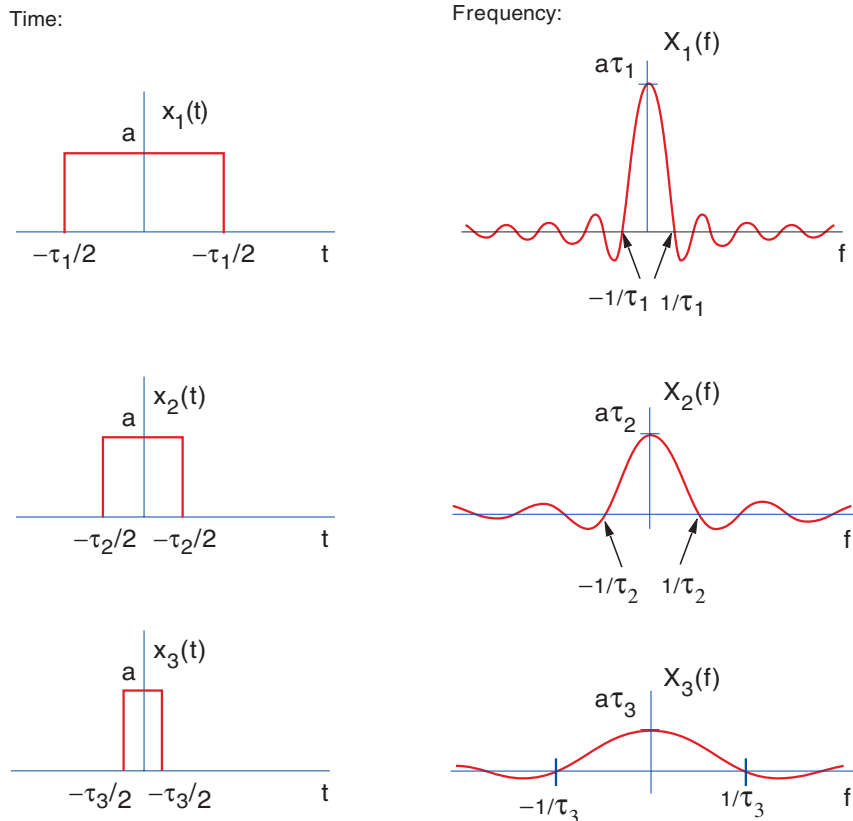 Time:
Frequency:
x₁(t)
a
−τ₁/2
−τ₁/2
t
X₁(f)
aτ₁
f
−1/τ₁
1/τ₁
x₂(t)
a
−τ₂/2
−τ₂/2
t
X₂(f)
aτ₂
f
−1/τ₂
1/τ₂
x₃(t)
a
−τ₃/2
−τ₃/2
t
X₃(f)
aτ₃
−1/τ₃
1/τ₃
f